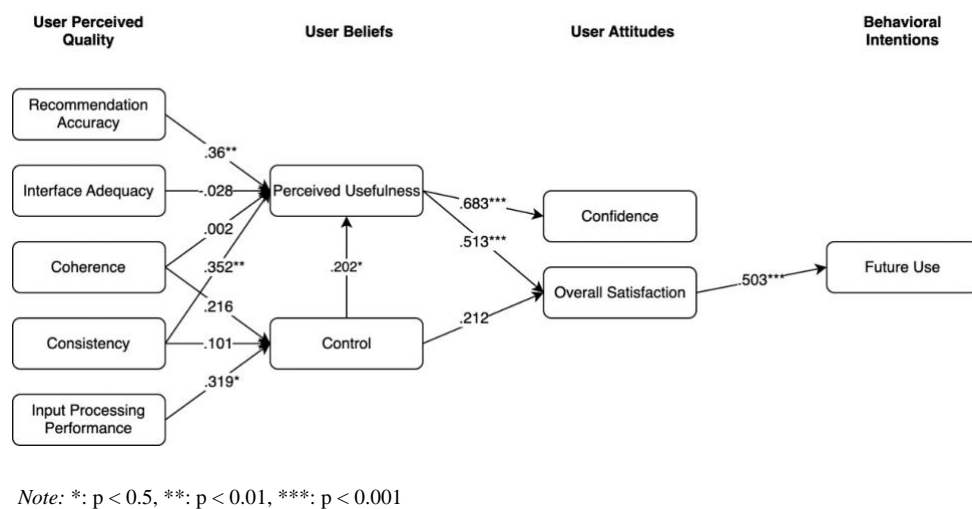 User Perceived
Quality
User Beliefs
User Attitudes
Behavioral
Intentions
Recommendation
Accuracy
.36**
Interface Adequacy
-.028
Perceived Usefulness
.683***
Confidence
.002
.513***
Coherence
.352**
.202*
Future Use
.216
Overall Satisfaction
.503***
Consistency
.101
Control
.212
.319*
Input Processing
Performance
Note: *: p < 0.5, **: p < 0.01, ***: p < 0.001